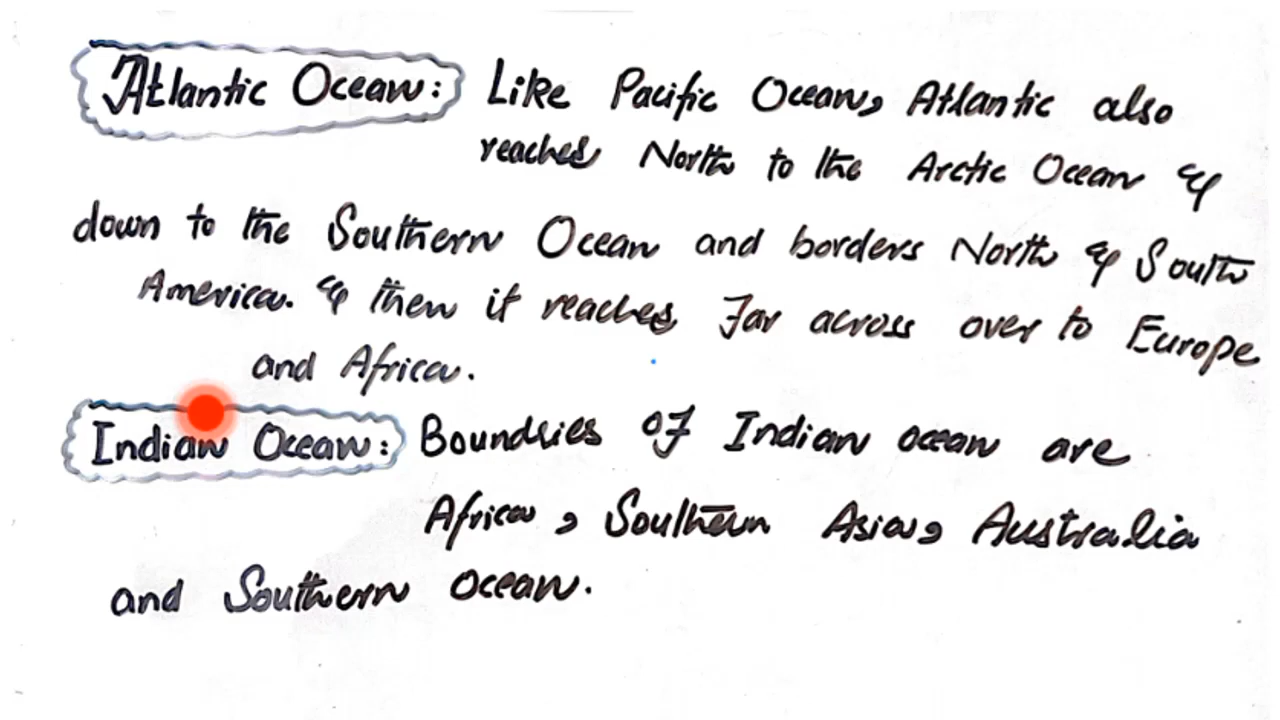 Atlantic Ocean: Like Pacific Ocean, Atlantic also
reaches North to the Arctic Ocean &
down to the Southern Ocean and borders North & South
America. & then it reaches far across over to Europe
and Africa.
Indian Ocean: Boundries of Indian ocean are
Africa, Southern Asia, Australia
and Southern ocean.